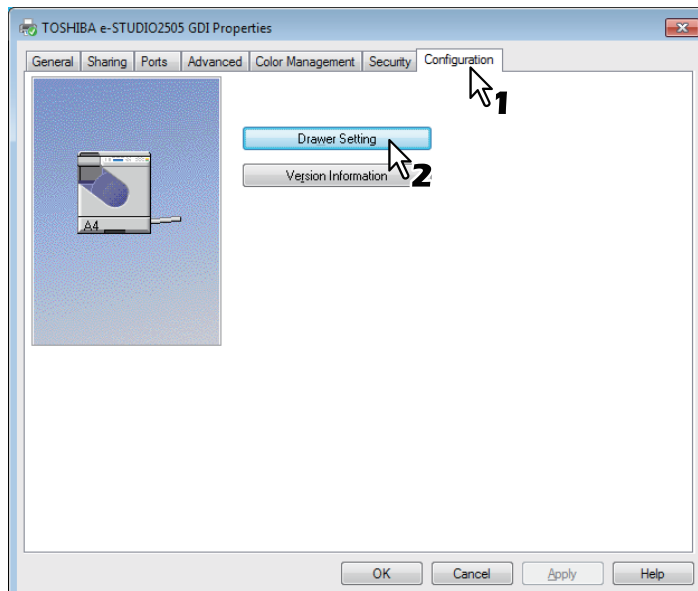 TOSHIBA e-STUDIO2505 GDI Properties
General Sharing Ports Advanced Color Management Security Configuration
1
Drawer Setting
2
Version Information
A4
OK Cancel Apply Help